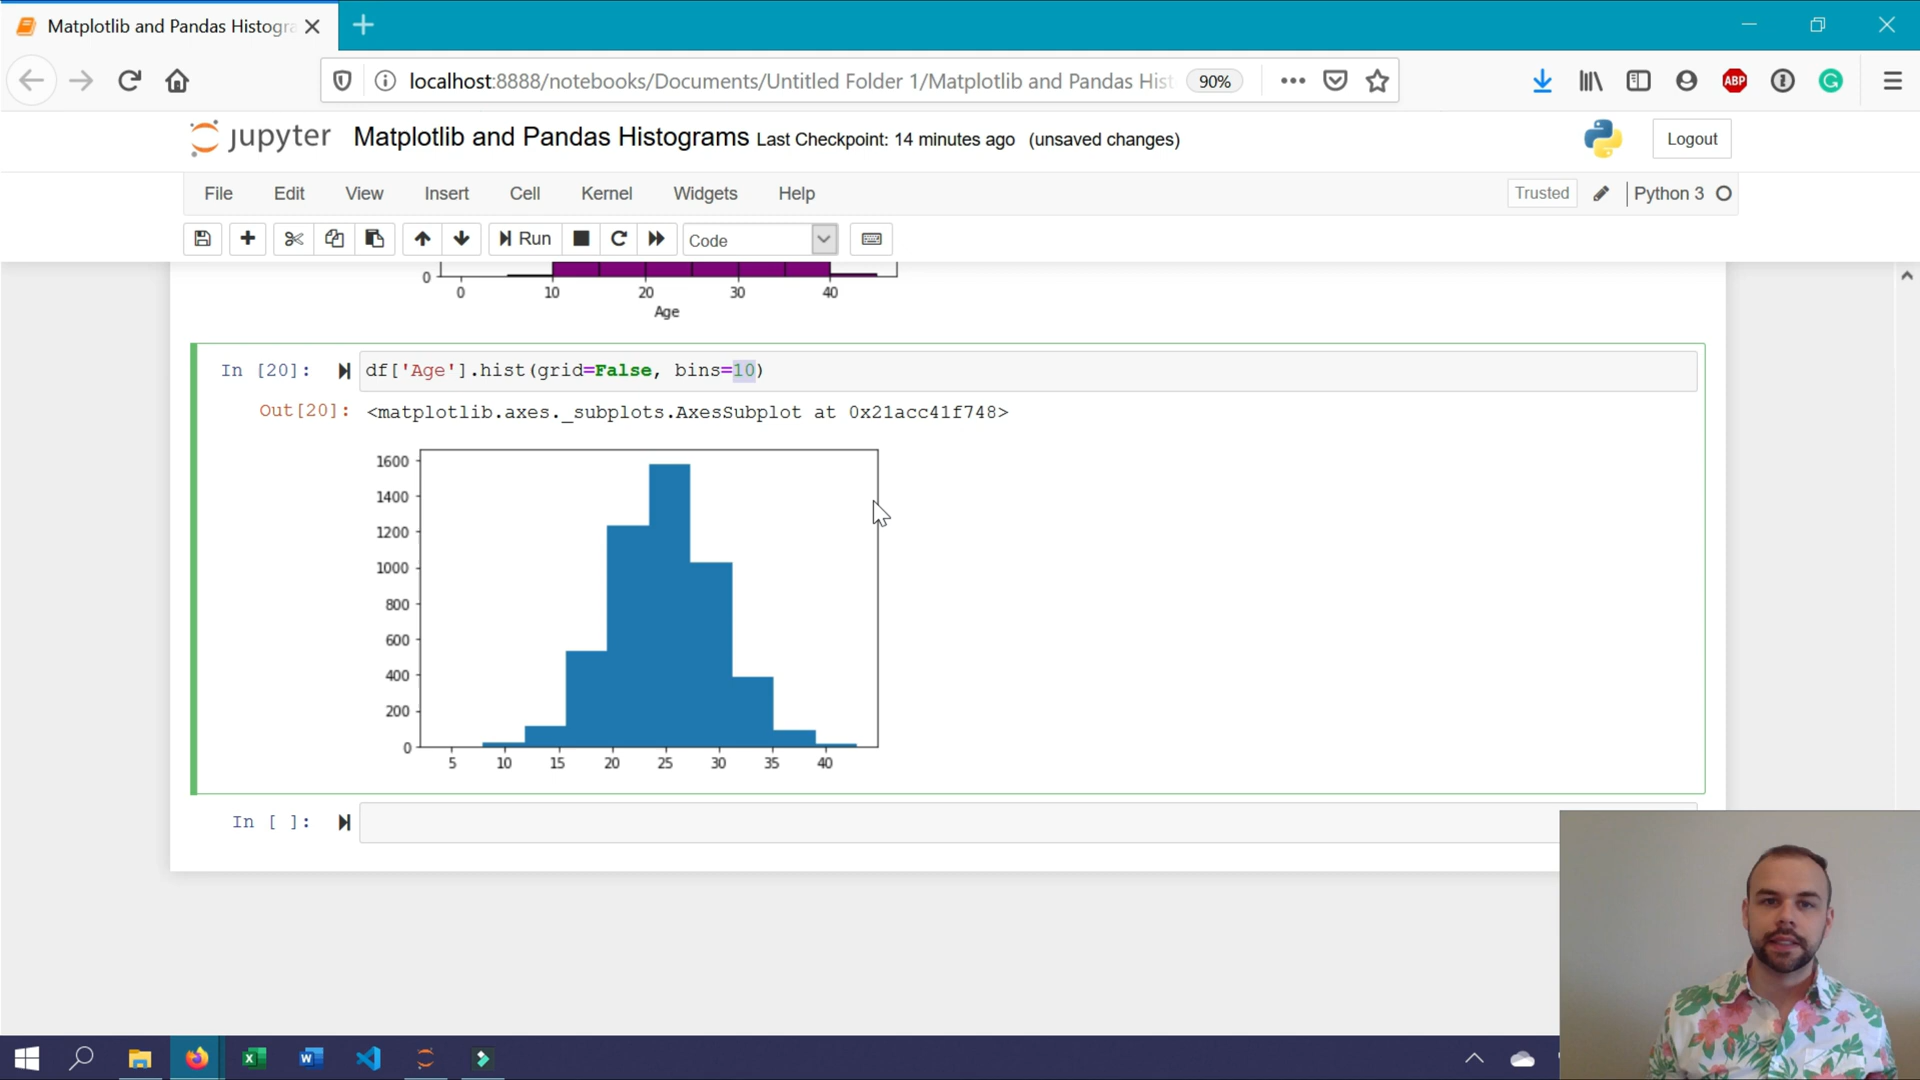 Matplotlib and Pandas Histogra
localhost:8888/notebooks/Documents/Untitled Folder 1/Matplotlib and Pandas Hist
90%
ABP
jupyter
Matplotlib and Pandas Histograms Last Checkpoint: 14 minutes ago (unsaved changes)
Logout
File Edit View Insert Cell Kernel Widgets Help
Trusted
Python 3
Run
Code
0
0 10 20 30 40
Age
In [20]:
df['Age'].hist(grid=False, bins=10)
Out[20]:
<matplotlib.axes._subplots.AxesSubplot at 0x21acc41f748>
1600
1400
1200
1000
800
600
400
200
0
5 10 15 20 25 30 35 40
In [ ]: